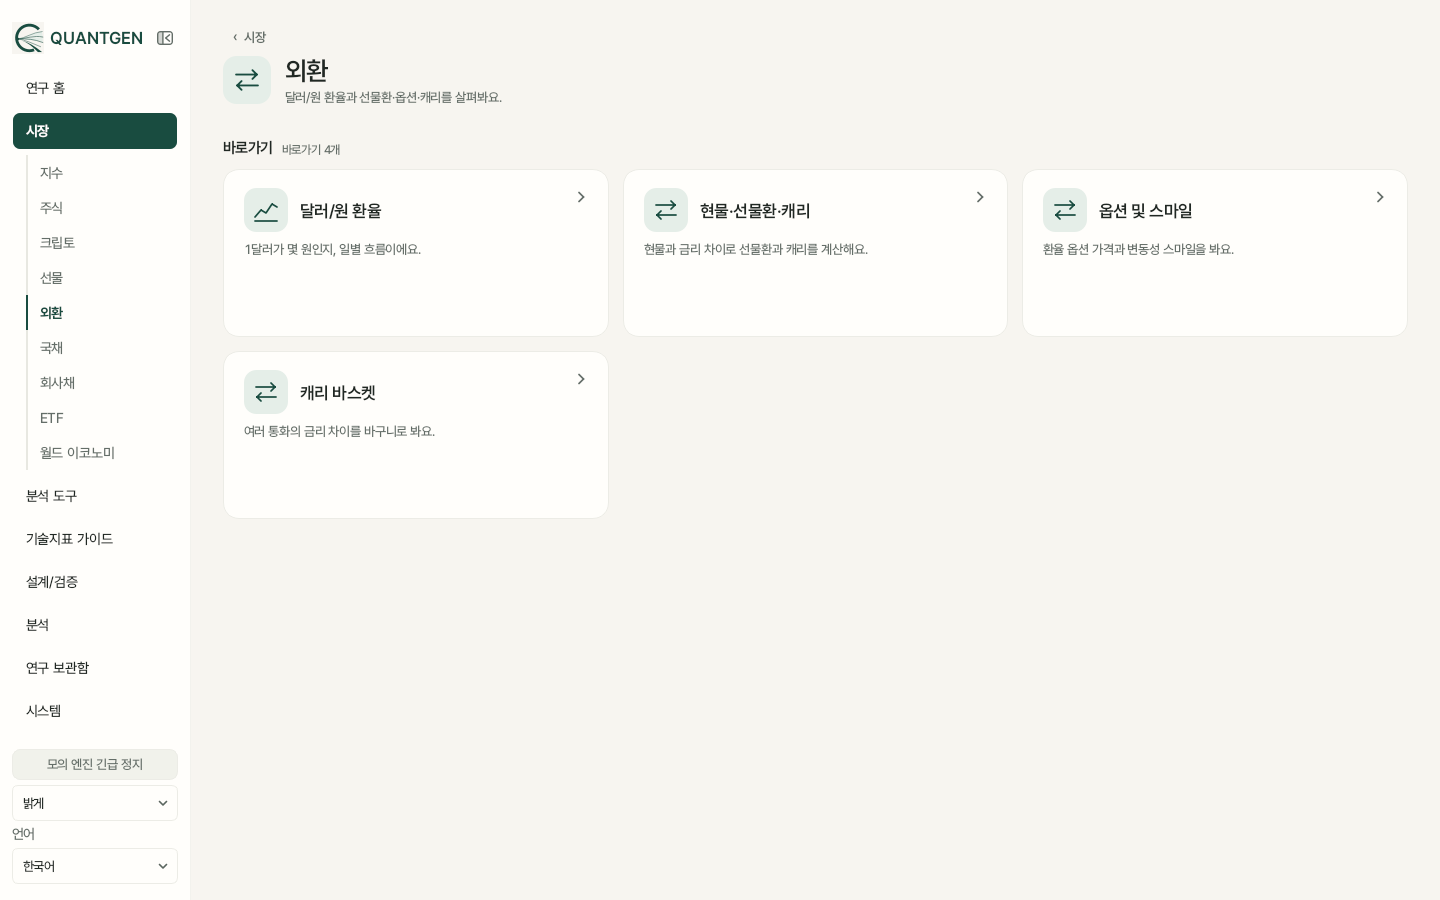 QUANTGEN
연구 홈
시장
지수
주식
크립토
선물
외환
국채
회사채
ETF
월드 이코노미
분석 도구
기술지표 가이드
설계/검증
분석
연구 보관함
시스템
모의 엔진 긴급 정지
밝게
언어
한국어
‹ 시장
외환
달러/원 환율과 선물환·옵션·캐리를 살펴봐요.
바로가기 바로가기 4개
달러/원 환율
1달러가 몇 원인지, 일별 흐름이에요.
현물·선물환·캐리
현물과 금리 차이로 선물환과 캐리를 계산해요.
옵션 및 스마일
환율 옵션 가격과 변동성 스마일을 봐요.
캐리 바스켓
여러 통화의 금리 차이를 바구니로 봐요.